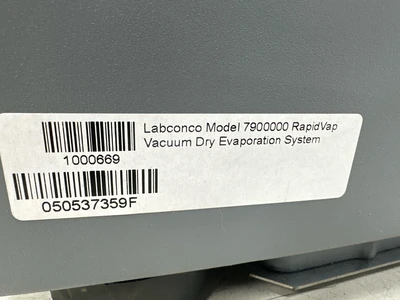 Labconco Model 7900000 RapidVap
Vacuum Dry Evaporation System
1000669
050537359F